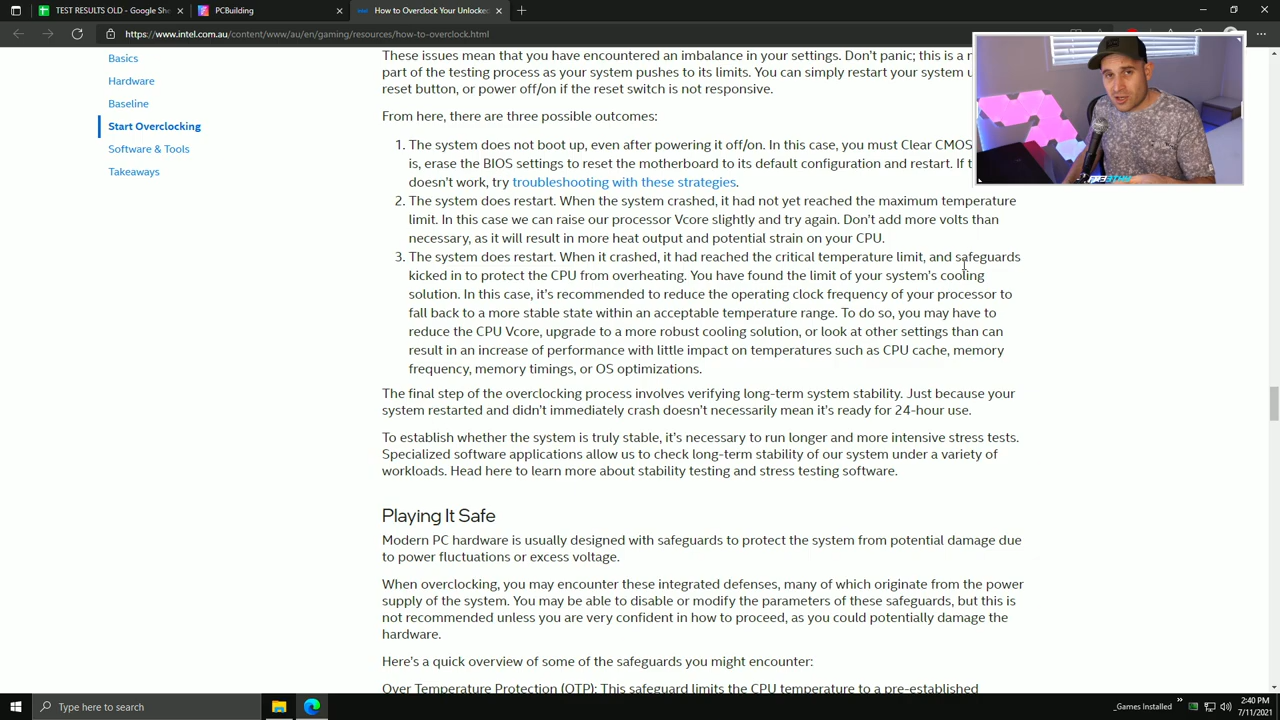 TEST RESULTS OLD - Google She
PCBuilding
How to Overclock Your Unlocked
https://www.intel.com.au/content/www/au/en/gaming/resources/how-to-overclock.html
Basics
Hardware
Baseline
Start Overclocking
Software & Tools
Takeaways
These issues mean that you have encountered an imbalance in your settings. Don't panic; this is a
part of the testing process as your system pushes to its limits. You can simply restart your system
reset button, or power off/on if the reset switch is not responsive.
From here, there are three possible outcomes:
1. The system does not boot up, even after powering it off/on. In this case, you must Clear CMOS
is, erase the BIOS settings to reset the motherboard to its default configuration and restart. If
doesn't work, try troubleshooting with these strategies.
2. The system does restart. When the system crashed, it had not yet reached the maximum temperature
limit. In this case we can raise our processor Vcore slightly and try again. Don't add more volts than
necessary, as it will result in more heat output and potential strain on your CPU.
3. The system does restart. When it crashed, it had reached the critical temperature limit, and safeguards
kicked in to protect the CPU from overheating. You have found the limit of your system's cooling
solution. In this case, it's recommended to reduce the operating clock frequency of your processor to
fall back to a more stable state within an acceptable temperature range. To do so, you may have to
reduce the CPU Vcore, upgrade to a more robust cooling solution, or look at other settings than can
result in an increase of performance with little impact on temperatures such as CPU cache, memory
frequency, memory timings, or OS optimizations.
The final step of the overclocking process involves verifying long-term system stability. Just because your
system restarted and didn't immediately crash doesn't necessarily mean it's ready for 24-hour use.
To establish whether the system is truly stable, it's necessary to run longer and more intensive stress tests.
Specialized software applications allow us to check long-term stability of our system under a variety of
workloads. Head here to learn more about stability testing and stress testing software.
Playing It Safe
Modern PC hardware is usually designed with safeguards to protect the system from potential damage due
to power fluctuations or excess voltage.
When overclocking, you may encounter these integrated defenses, many of which originate from the power
supply of the system. You may be able to disable or modify the parameters of these safeguards, but this is
not recommended unless you are very confident in how to proceed, as you could potentially damage the
hardware.
Here's a quick overview of some of the safeguards you might encounter:
Over Temperature Protection (OTP): This safeguard limits the CPU temperature to a pre-established
Type here to search
_Games Installed
2:40 PM
7/11/2021